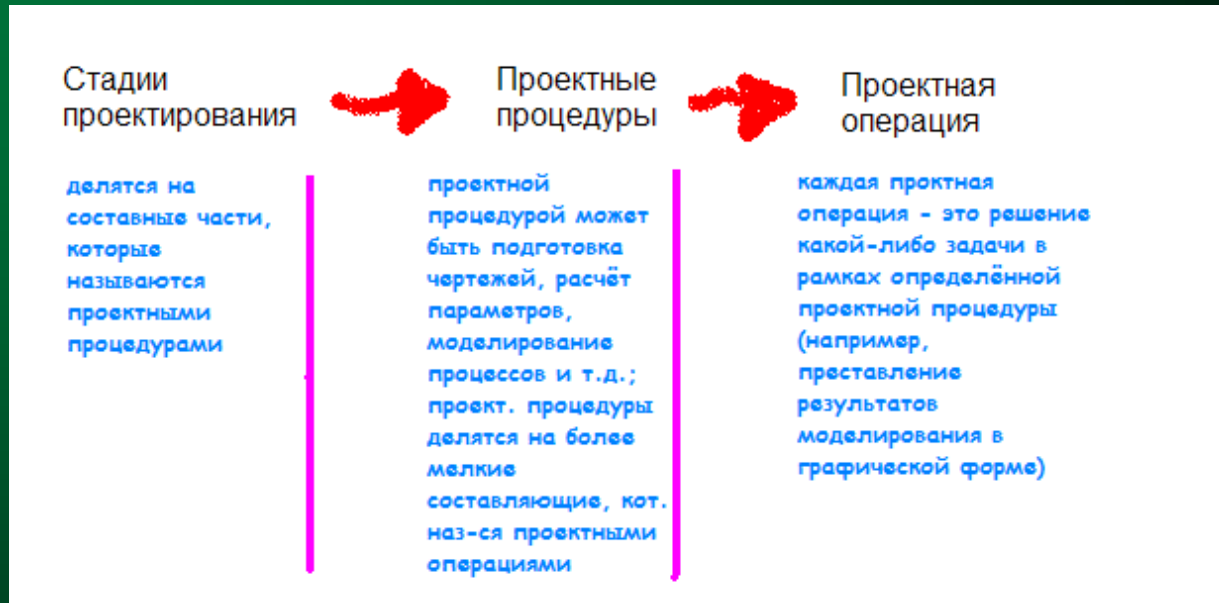 Стадии
проектирования
Проектные
процедуры
Проектная
операция
делятся на
составные части,
которые
называются
проектными
процедурами
проектной
процедурой может
быть подготовка
чертежей, расчёт
параметров,
моделирование
процессов и т.д.;
проект. процедуры
делятся на более
мелкие
составляющие, кот.
наз-ся проектными
операциями
каждая проктная
операция - это решение
какой-либо задачи в
рамках определённой
проектной процедуры
(например,
преставление
результатов
моделирования в
графической форме)